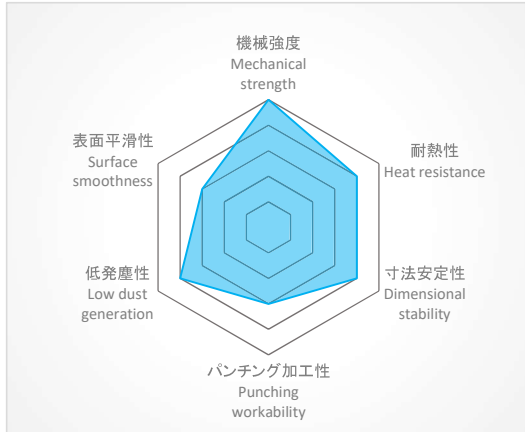 機械強度
Mechanical
strength
表面平滑性
Surface
smoothness
耐熱性
Heat resistance
低発塵性
Low dust
generation
寸法安定性
Dimensional
stability
パンチング加工性
Punching
workability